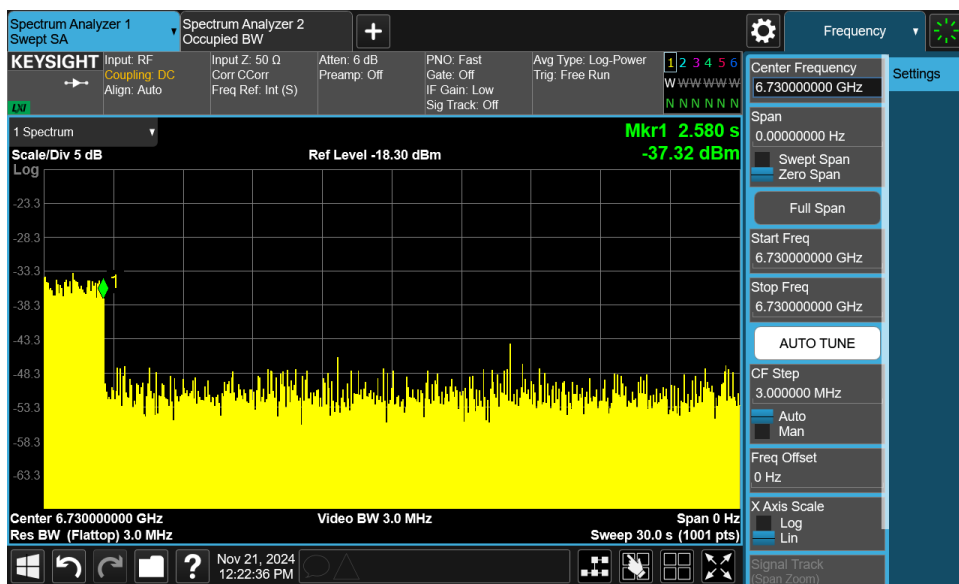 Spectrum Analyzer 1
Swept SA
Spectrum Analyzer 2
Occupied BW
+
Frequency
KEYSIGHT
Input: RF
Coupling: DC
Align: Auto
Input Z: 50 Ω
Corr CCorr
Freq Ref: Int (S)
Atten: 6 dB
Preamp: Off
PNO: Fast
Gate: Off
IF Gain: Low
Sig Track: Off
Avg Type: Log-Power
Trig: Free Run
1 2 3 4 5 6
W W W W W W
N N N N N N
LXI
1 Spectrum
Scale/Div 5 dB
Ref Level -18.30 dBm
Mkr1 2.580 s
-37.32 dBm
Log
-23.3
-28.3
-33.3
-38.3
-43.3
-48.3
-53.3
-58.3
-63.3
1
Center 6.730000000 GHz
Video BW 3.0 MHz
Span 0 Hz
Res BW (Flattop) 3.0 MHz
Sweep 30.0 s (1001 pts)
Center Frequency
6.730000000 GHz
Settings
Span
0.00000000 Hz
Swept Span
Zero Span
Full Span
Start Freq
6.730000000 GHz
Stop Freq
6.730000000 GHz
AUTO TUNE
CF Step
3.000000 MHz
Auto
Man
Freq Offset
0 Hz
X Axis Scale
Log
Lin
Signal Track
(Span Zoom)
?
Nov 21, 2024
12:22:36 PM